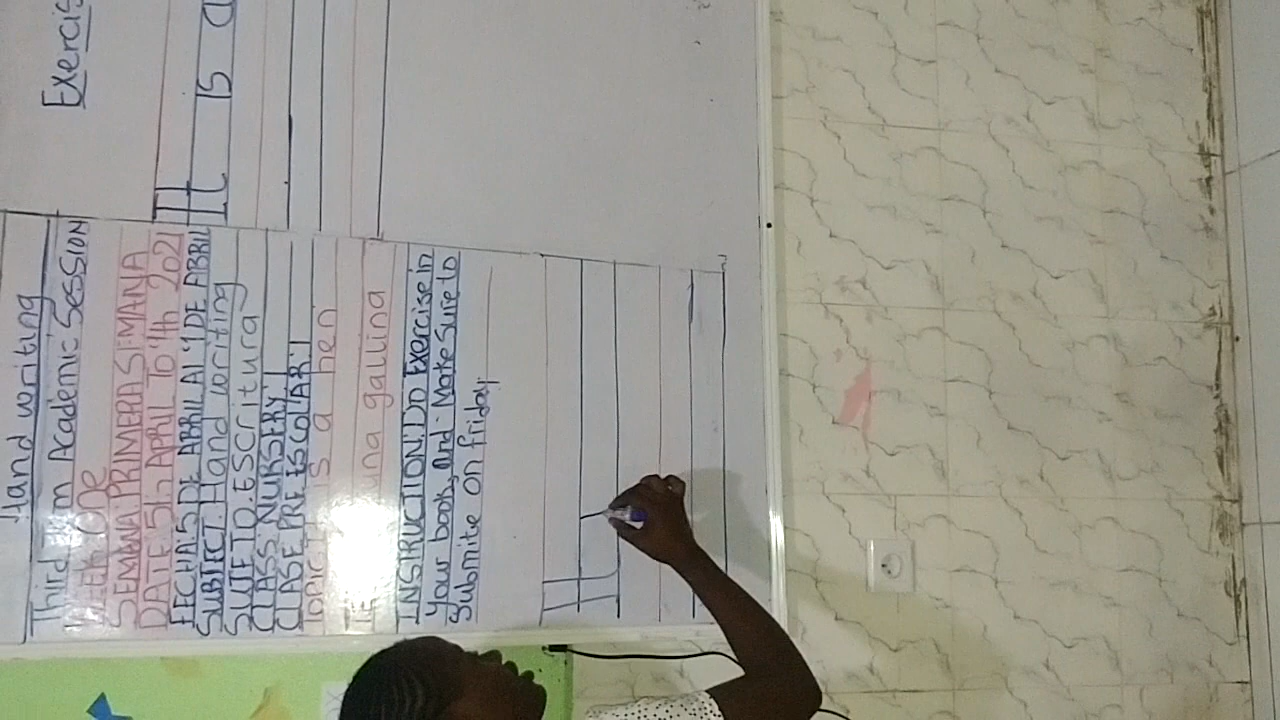 Hand writing
Third Term Academic Session
WEEK ONE
SEMANA PRIMERA SEMANA
DATE 5th APRIL TO 9th 2021
FECHA 5 DE ABRIL AL 9 DE ABRIL
SUBJECT Hand writing
SUJETO ESCRITURA
CLASS NURSERY 1
CLASE PRE ESCOLAR 1
TOPIC It is a hen
una gallina
INSTRUCTION: Do Exercise in
your book, and Make Sure to
Submite on friday.
It
Exercis
It is a